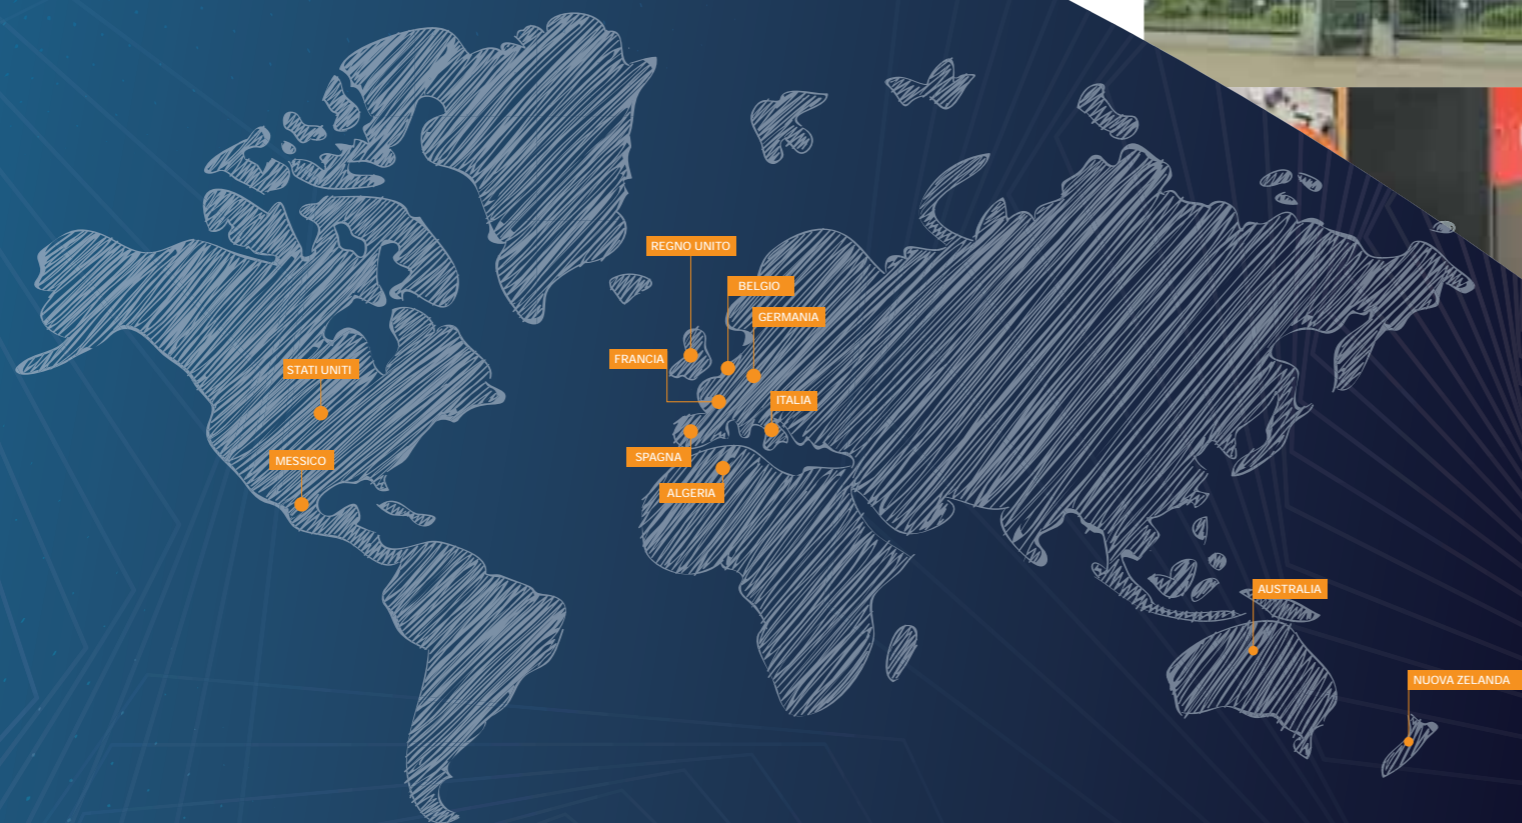 REGNO UNITO
BELGIO
GERMANIA
FRANCIA
STATI UNITI
ITALIA
MESSICO
SPAGNA
ALGERIA
AUSTRALIA
NUOVA ZELANDA